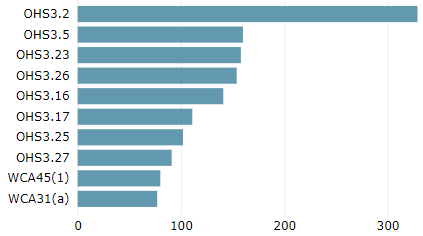 OHS3.2
OHS3.5
OHS3.23
OHS3.26
OHS3.16
OHS3.17
OHS3.25
OHS3.27
WCA45(1)
WCA31(a)
0 100 200 300